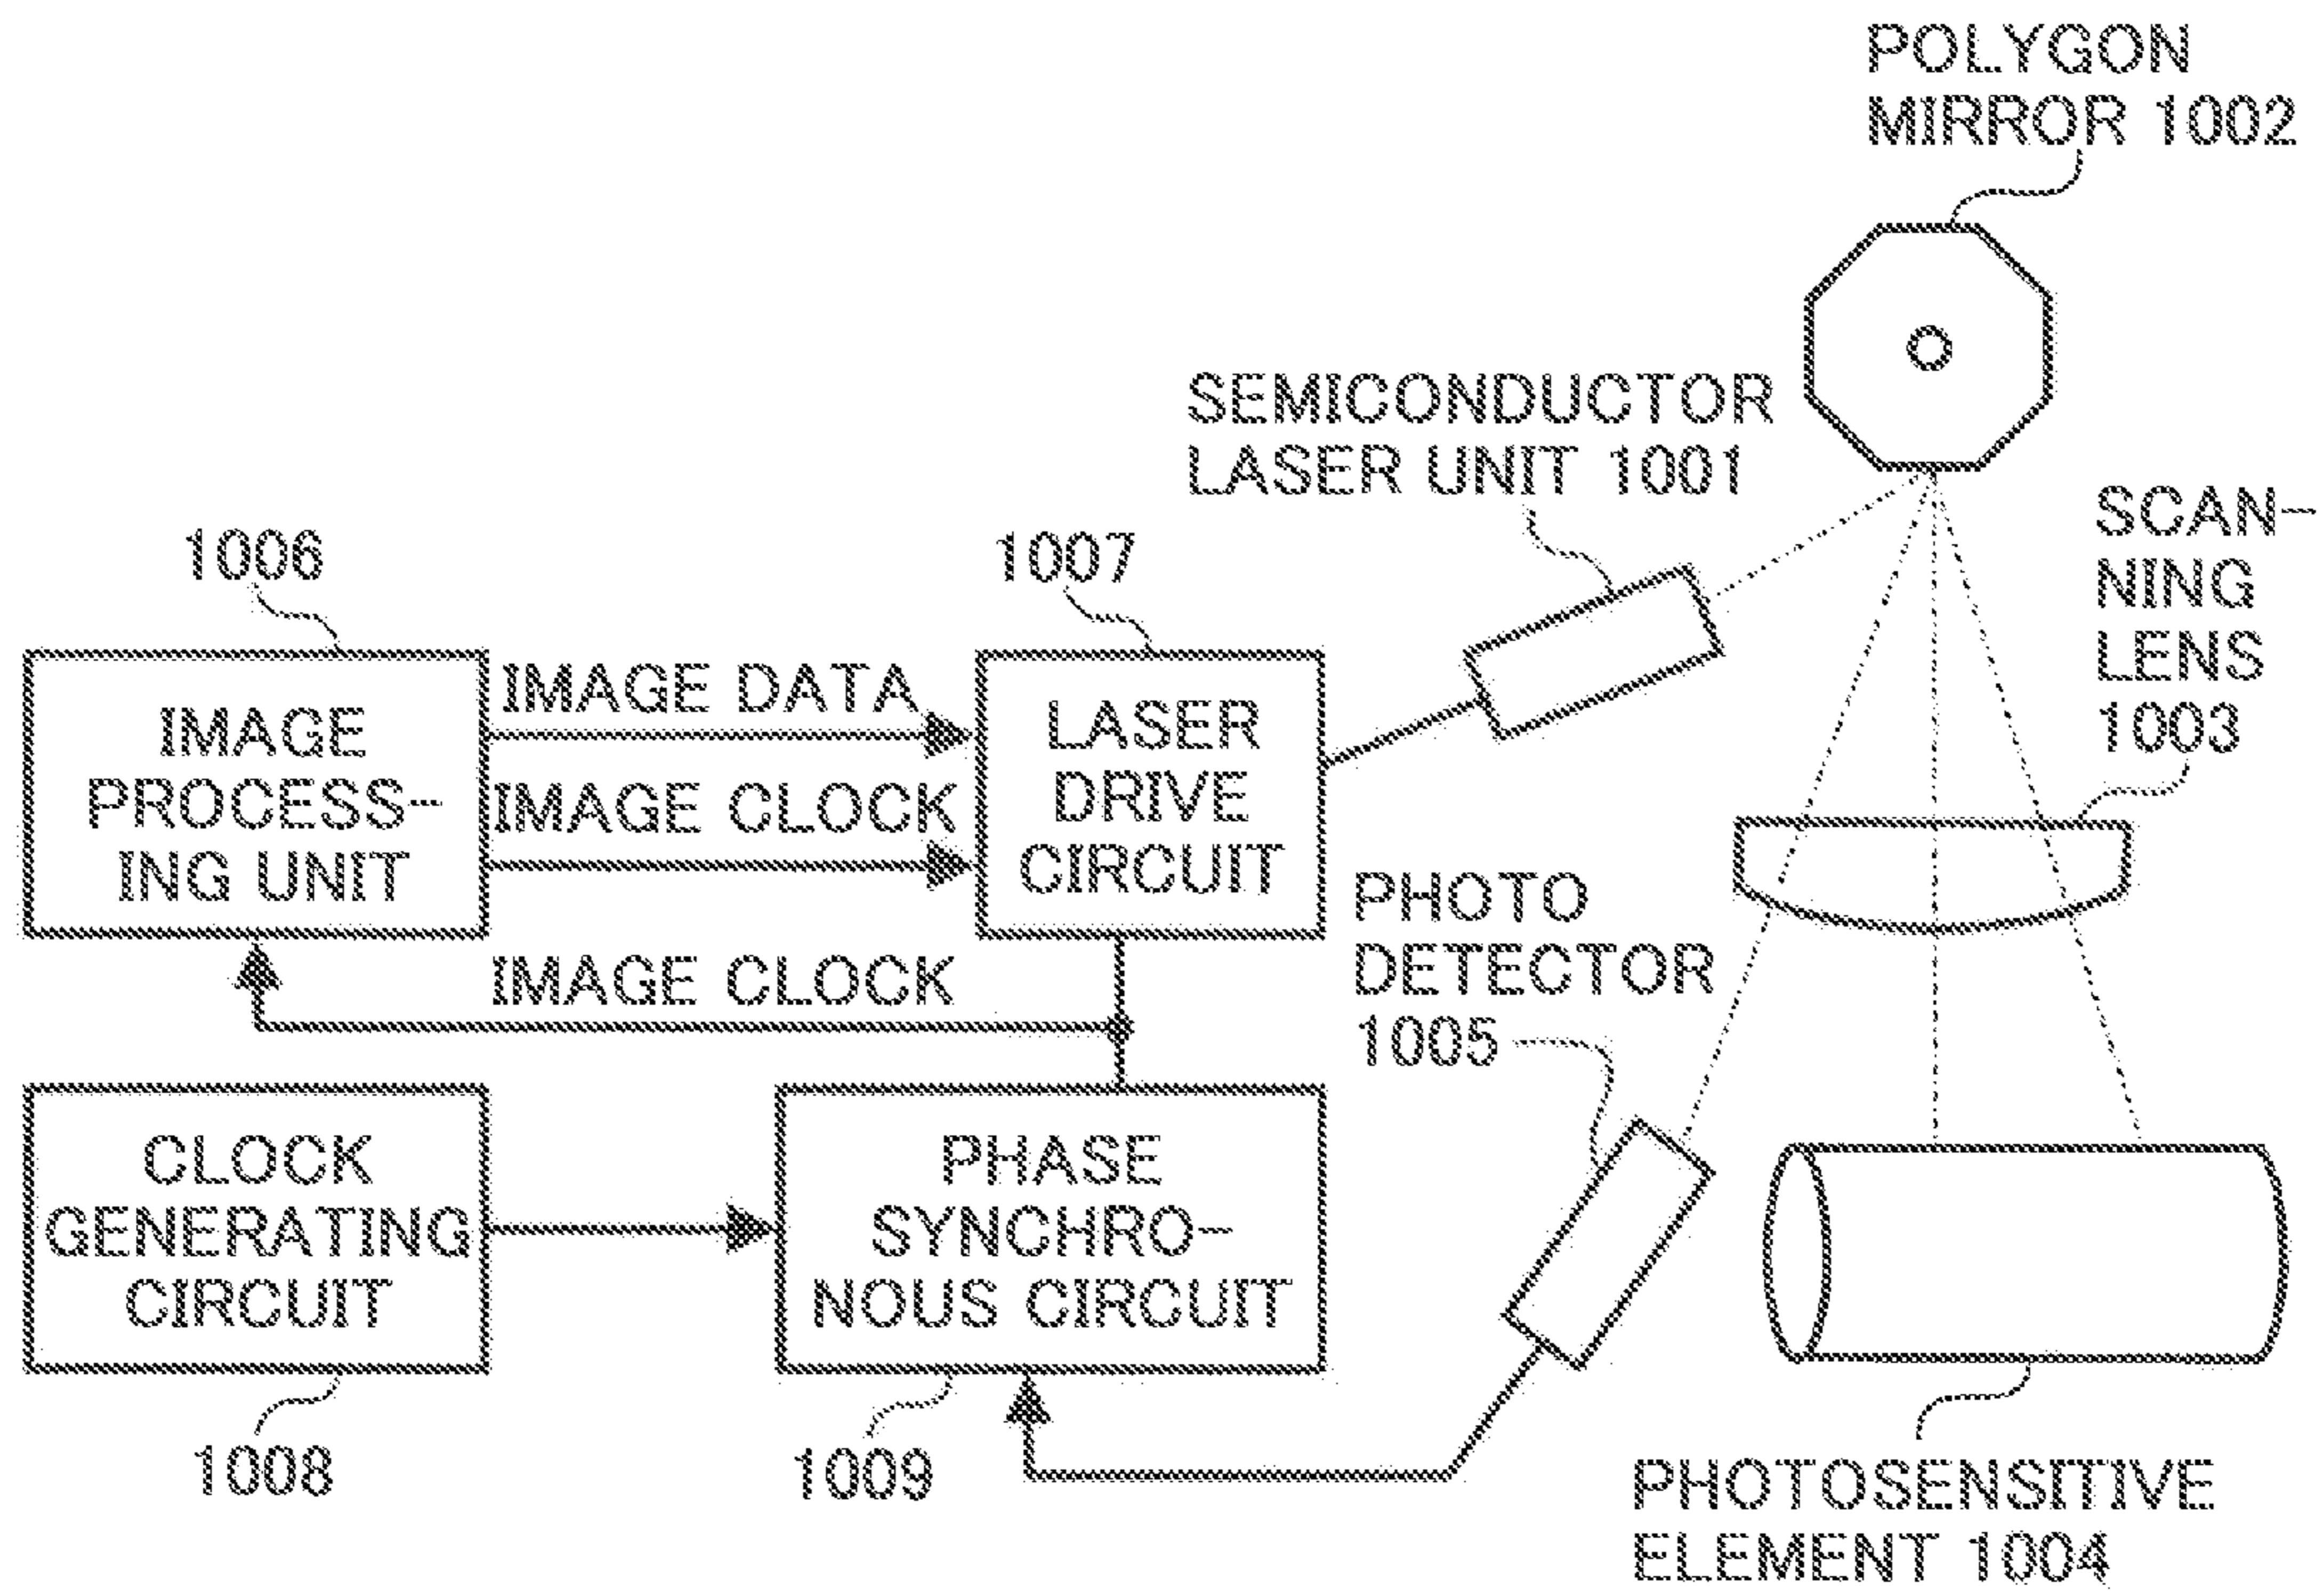 POLYGON
MIRROR 1002
SEMICONDUCTOR
LASER UNIT 1001
SCAN-
NING
LENS
1003
1006
1007
IMAGE
PROCESS-
ING UNIT
IMAGE DATA
IMAGE CLOCK
LASER
DRIVE
CIRCUIT
IMAGE CLOCK
PHOTO
DETECTOR
1005
CLOCK
GENERATING
CIRCUIT
PHASE
SYNCHRO-
NOUS CIRCUIT
1008
1009
PHOTOSENSITIVE
ELEMENT 1004